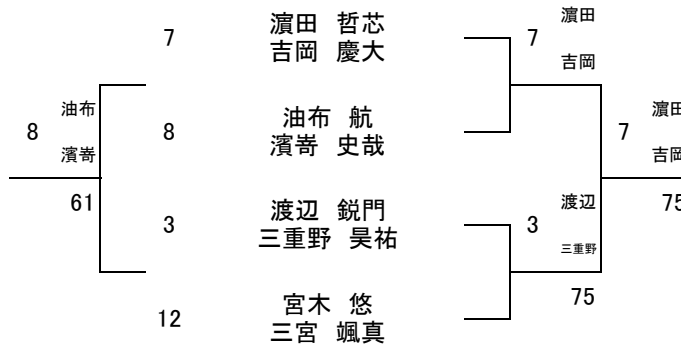 7
濵田 哲芯
吉岡 慶大
7
濵田
吉岡
8
油布
濱嵜
61
8
油布 航
濱嵜 史哉
7
濵田
吉岡
75
3
渡辺 鋭門
三重野 昊祐
3
渡辺
三重野
75
12
宮木 悠
三宮 颯真